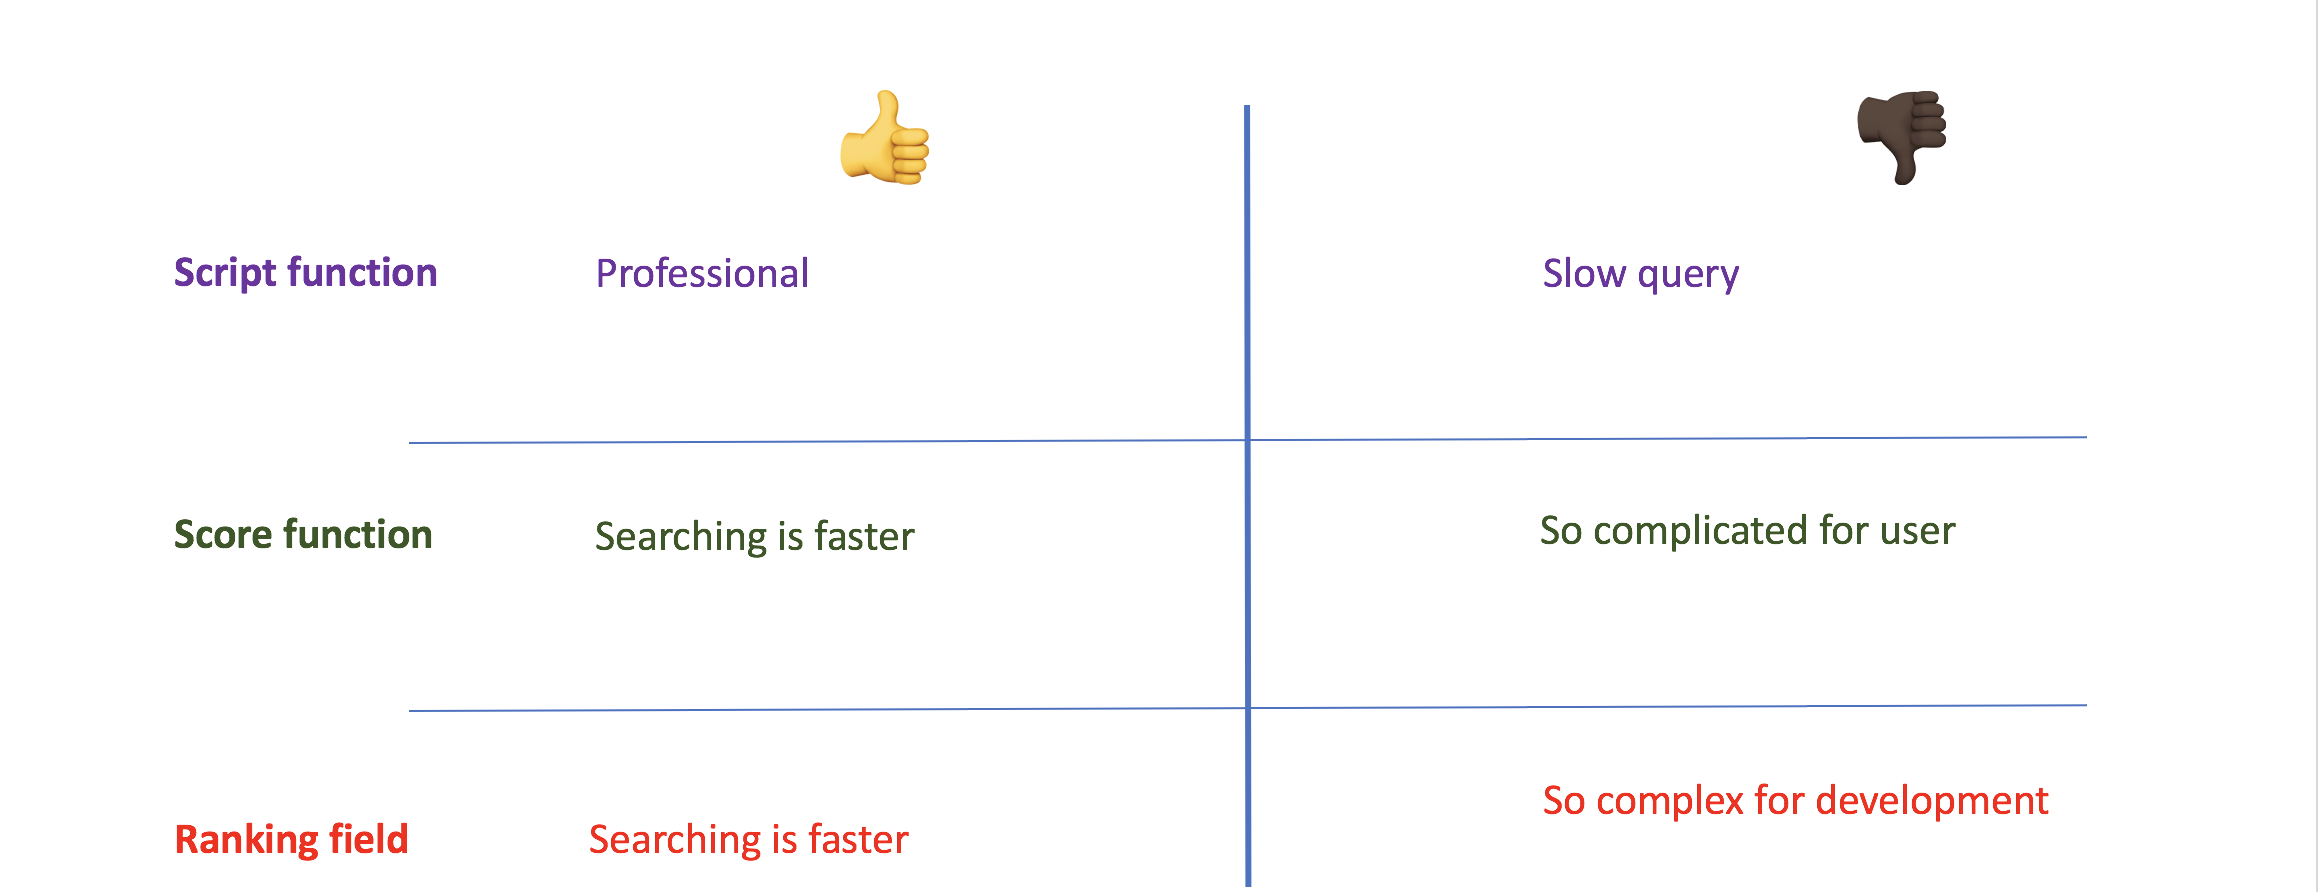 Script function
Professional
Slow query
Score function
Searching is faster
So complicated for user
Ranking field
Searching is faster
So complex for development